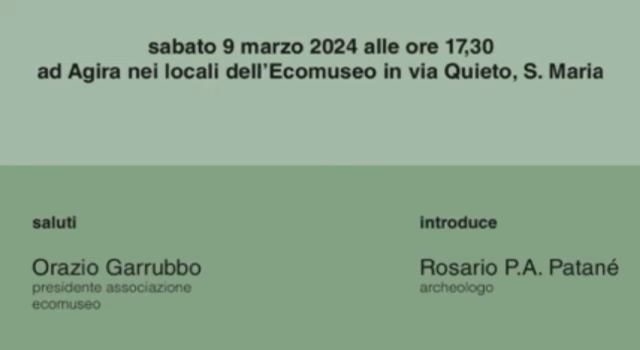 sabato 9 marzo 2024 alle ore 17,30
ad Agira nei locali dell'Ecomuseo in via Quieto, S. Maria
saluti
Orazio Garrubbo
presidente associazione
ecomuseo
introduce
Rosario P.A. Patané
archeologo